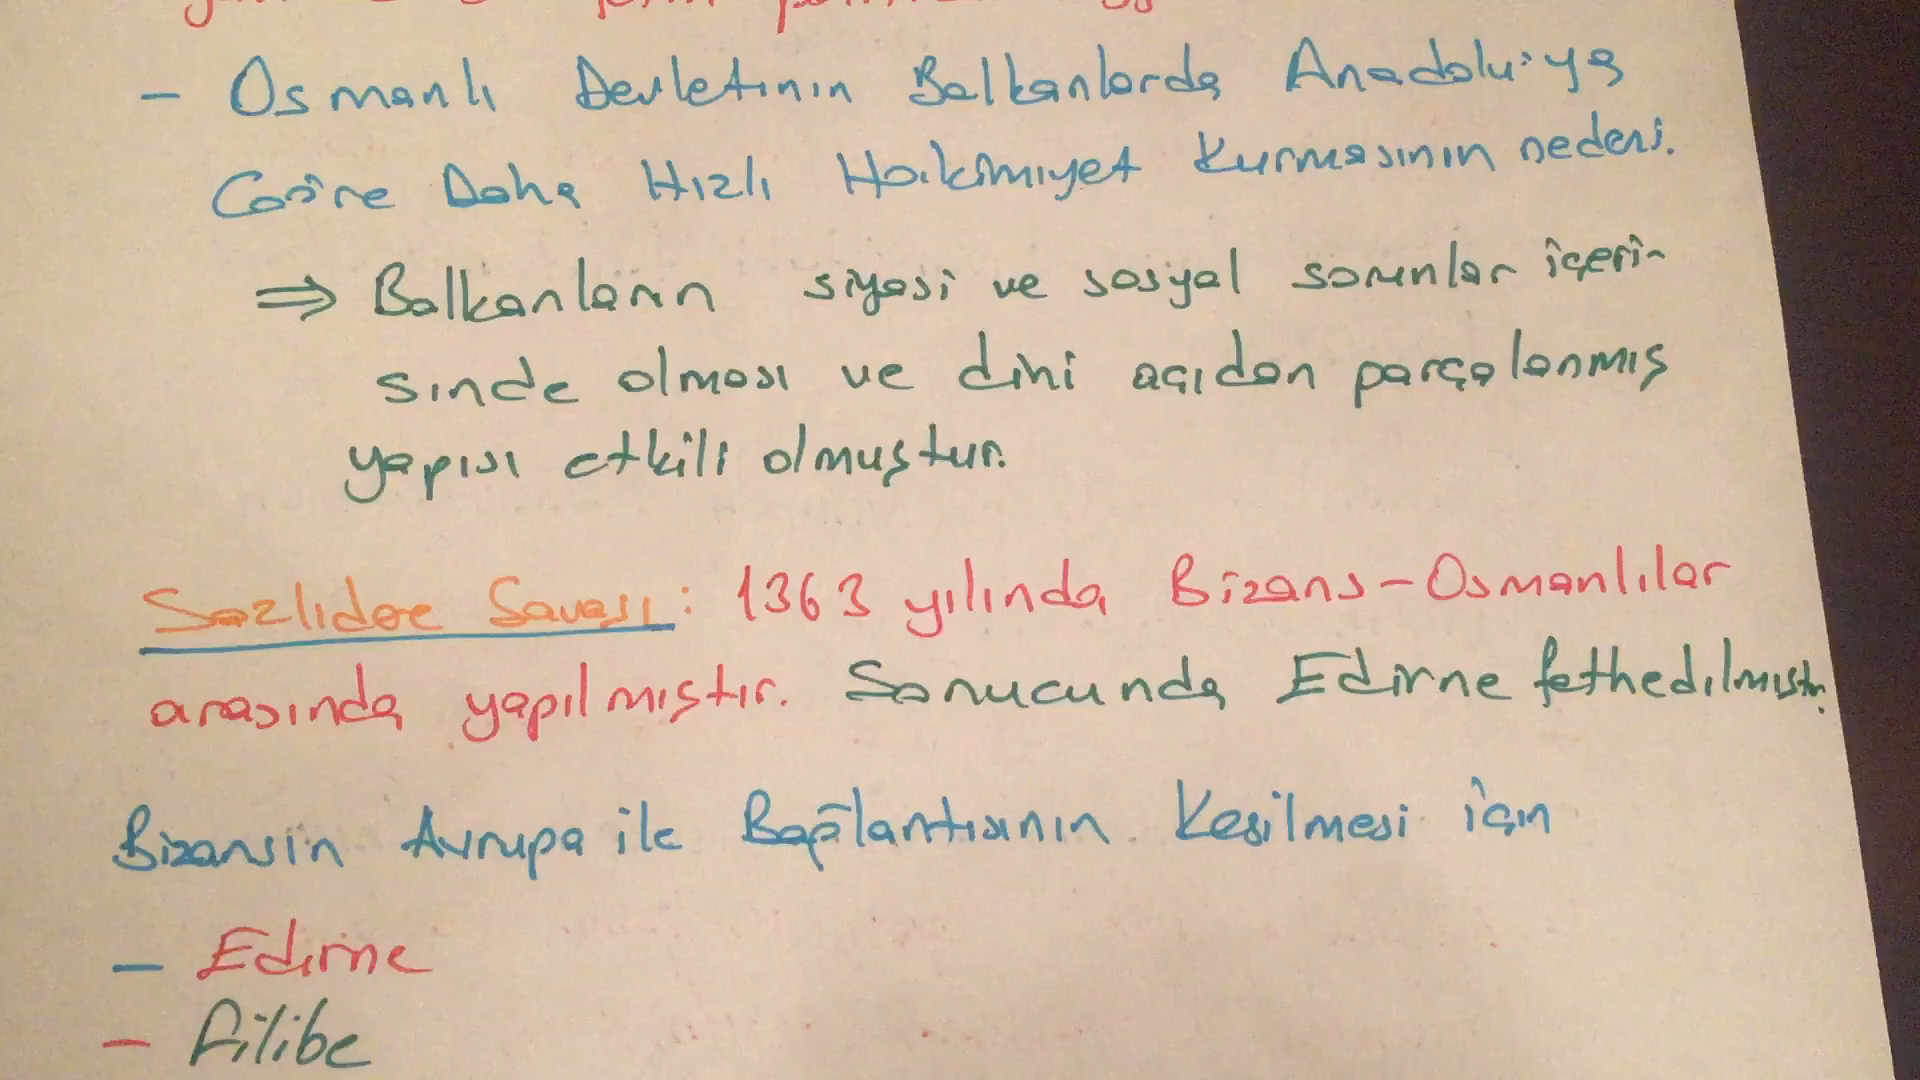 - Osmanlı Devletinin Balkanlarda Anadolu'ya
Göre Daha Hızlı Hakimiyet Kurmasının nedeni.
⇒ Balkanların siyasi ve sosyal sorunlar içeri-
sinde olması ve dini açıdan parçalanmış
yapısı etkili olmuştur.
Sazlıdere Savaşı: 1363 yılında Bizans-Osmanlılar
arasında yapılmıştır. Sonucunda Edirne fethedilmiştir.
Bizansin Avrupa ile Bağlantısının Kesilmesi için
- Edirne
- filibe